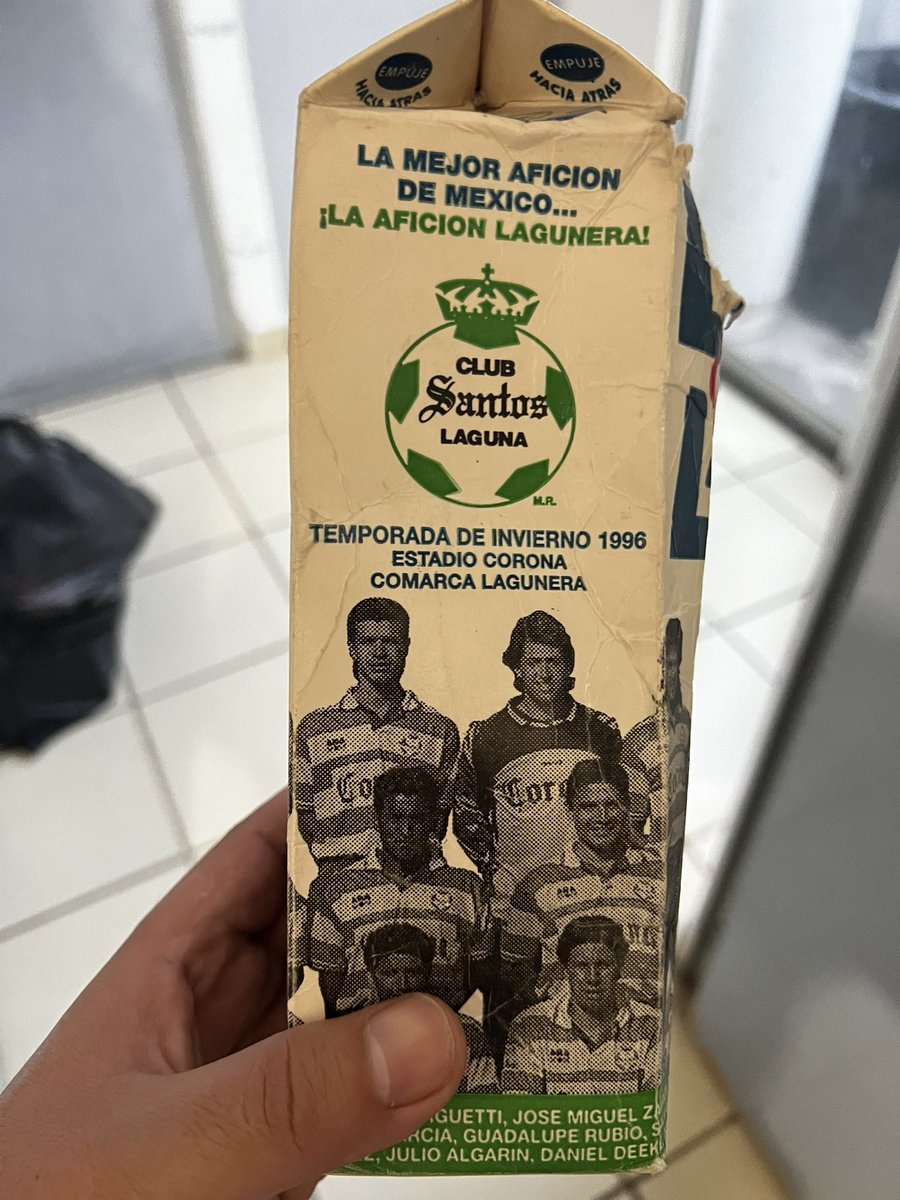 EMPUJE
HACIA ATRAS
EMPUJE
HACIA ATRAS
LA MEJOR AFICION
DE MEXICO...
¡LA AFICION LAGUNERA!
CLUB
Santos
LAGUNA
M.R.
TEMPORADA DE INVIERNO 1996
ESTADIO CORONA
COMARCA LAGUNERA
JOSE MIGUEL
GUADALUPE RUBIO,
JULIO ALGARIN, DANIEL